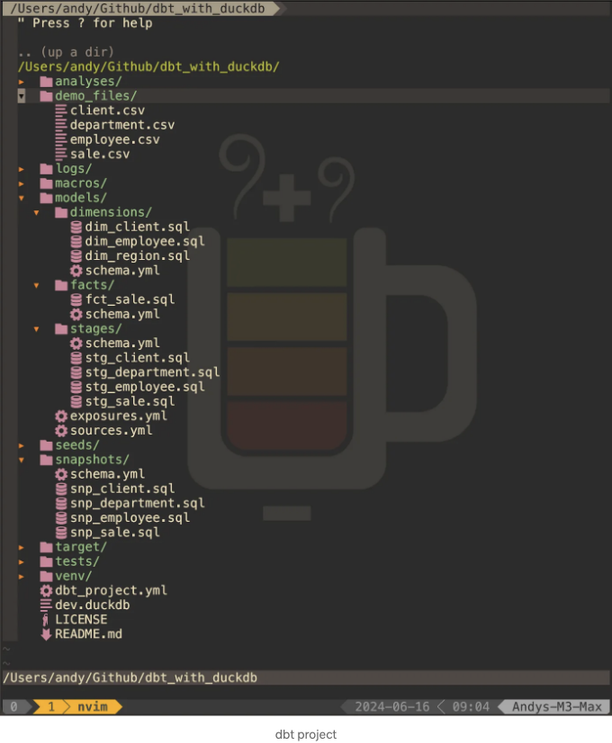 /Users/andy/Github/dbt_with_duckdb/
" Press ? for help
.. (up a dir)
/Users/andy/Github/dbt_with_duckdb/
▸ analyses/
▾ demo_files/
client.csv
department.csv
employee.csv
sale.csv
▸ logs/
▸ macros/
▾ models/
▾ dimensions/
dim_client.sql
dim_employee.sql
dim_region.sql
schema.yml
▾ facts/
fct_sale.sql
schema.yml
▾ stages/
schema.yml
stg_client.sql
stg_department.sql
stg_employee.sql
stg_sale.sql
exposures.yml
sources.yml
▸ seeds/
▾ snapshots/
schema.yml
snp_client.sql
snp_department.sql
snp_employee.sql
snp_sale.sql
▸ target/
▸ tests/
▸ venv/
dbt_project.yml
dev.duckdb
LICENSE
README.md
~
~
/Users/andy/Github/dbt_with_duckdb
0 1 nvim 2024-06-16 09:04 Andys-M3-Max
dbt project